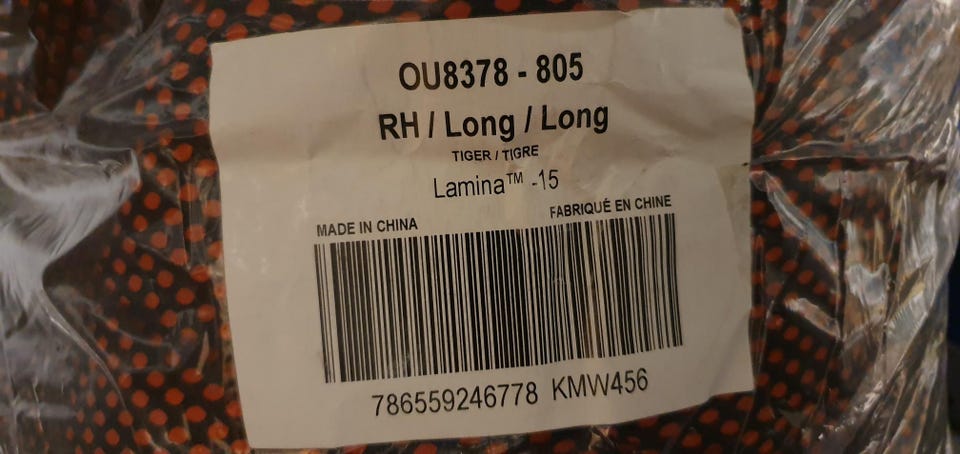 OU8378 - 805
RH / Long / Long
TIGER / TIGRE
Lamina™ -15
MADE IN CHINA FABRIQUÉ EN CHINE
786559246778 KMW456